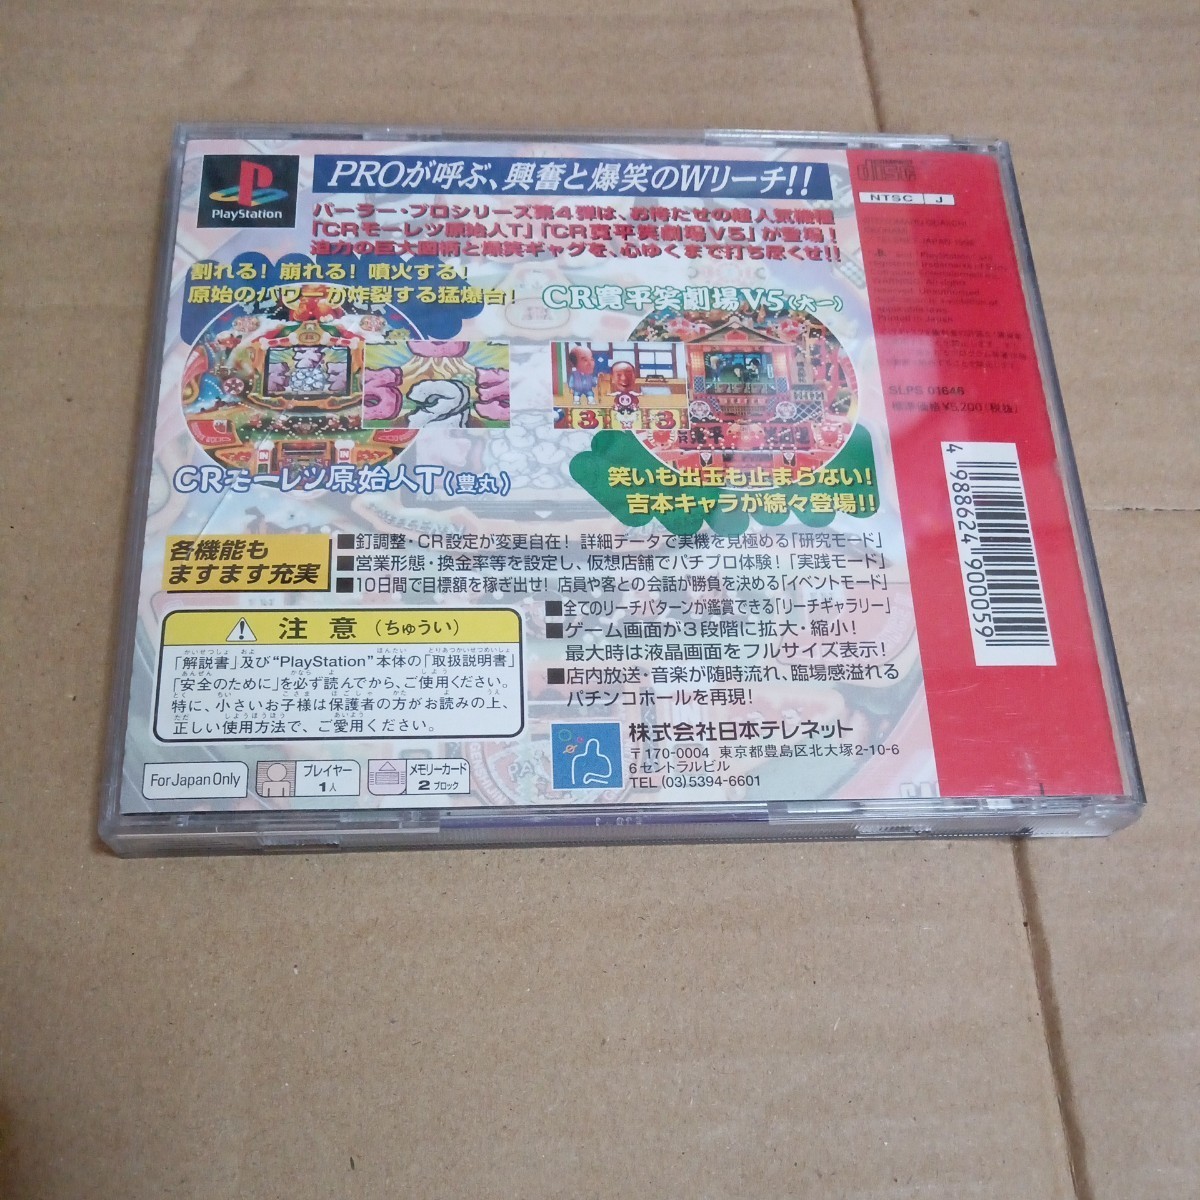 PlayStation
PROが呼ぶ、興奮と爆笑のWリーチ!!
パーラー・プロシリーズ第4弾は、お待たせの超人気機種
「CRモーレツ原始人T」「CR寛平笑劇場V5」が登場!
迫力の巨大図柄と爆笑ギャグを、心ゆくまで打ち尽くせ!!
割れる! 崩れる! 噴火する!
原始のパワーが炸裂する猛爆台!
CR寛平笑劇場V5〈大一〉
CRモーレツ原始人T〈豊丸〉
笑いも出玉も止まらない!
吉本キャラが続々登場!!
各機能も
ますます充実
■釘調整・CR設定が変更自在! 詳細データで実機を見極める「研究モード」
■営業形態・換金率等を設定し、仮想店舗でパチプロ体験! 「実践モード」
■10日間で目標額を稼ぎ出せ! 店員や客との会話が勝負を決める「イベントモード」
■全てのリーチパターンが鑑賞できる「リーチギャラリー」
■ゲーム画面が3段階に拡大・縮小!
最大時は液晶画面をフルサイズ表示!
■店内放送・音楽が随時流れ、臨場感溢れる
パチンコホールを再現!
注意(ちゅうい)
「解説書」及び“PlayStation”本体の「取扱説明書」
「安全のために」を必ず読んでから、ご使用ください。
特に、小さいお子様は保護者の方がお読みの上、
正しい使用方法で、ご愛用ください。
株式会社日本テレネット
〒170-0004 東京都豊島区北大塚2-10-6
6セントラルビル
TEL (03)5394-6601
For Japan Only
プレイヤー
1人
メモリーカード
2ブロック
NTSC J
SLPS 01646
標準価格¥5,200(税抜)
4 988624 900059